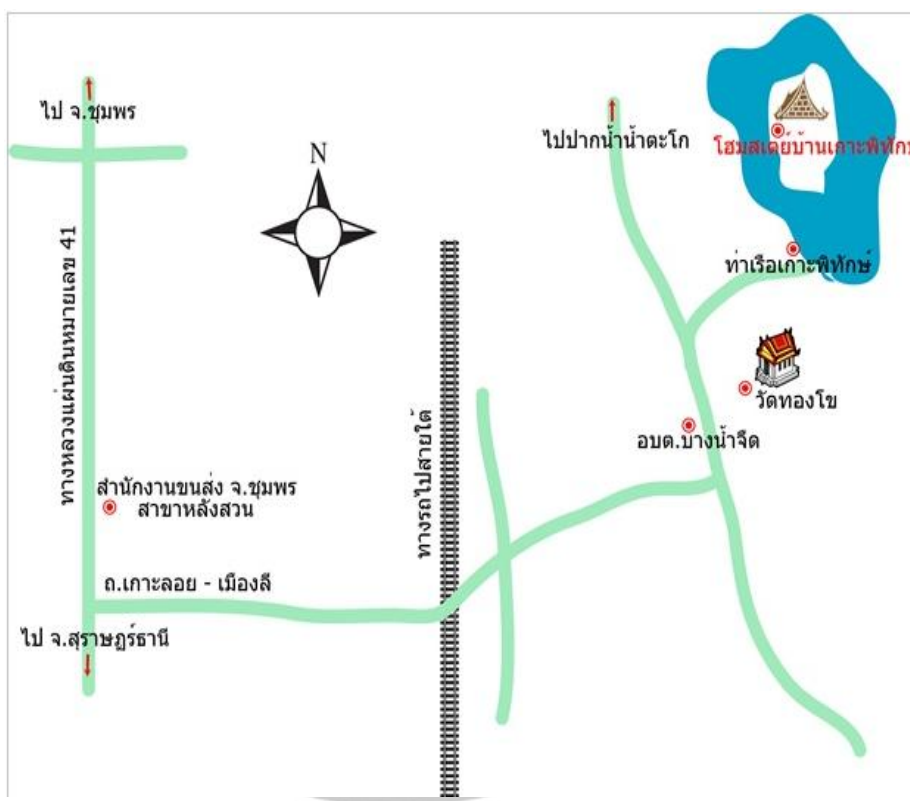 ไป จ.ชุมพร
N
ไปปากน้ำน้ำตะโก
โฮมสเตย์บ้านเกาะพิทักษ์
ท่าเรือเกาะพิทักษ์
ทางหลวงแผ่นดินหมายเลข 41
วัดทองโข
อบต.บางน้ำจืด
ทางรถไปสายใต้
สำนักงานขนส่ง จ.ชุมพร
สาขาหลังสวน
ถ.เกาะลอย - เมืองลี
ไป จ.สุราษฏร์ธานี